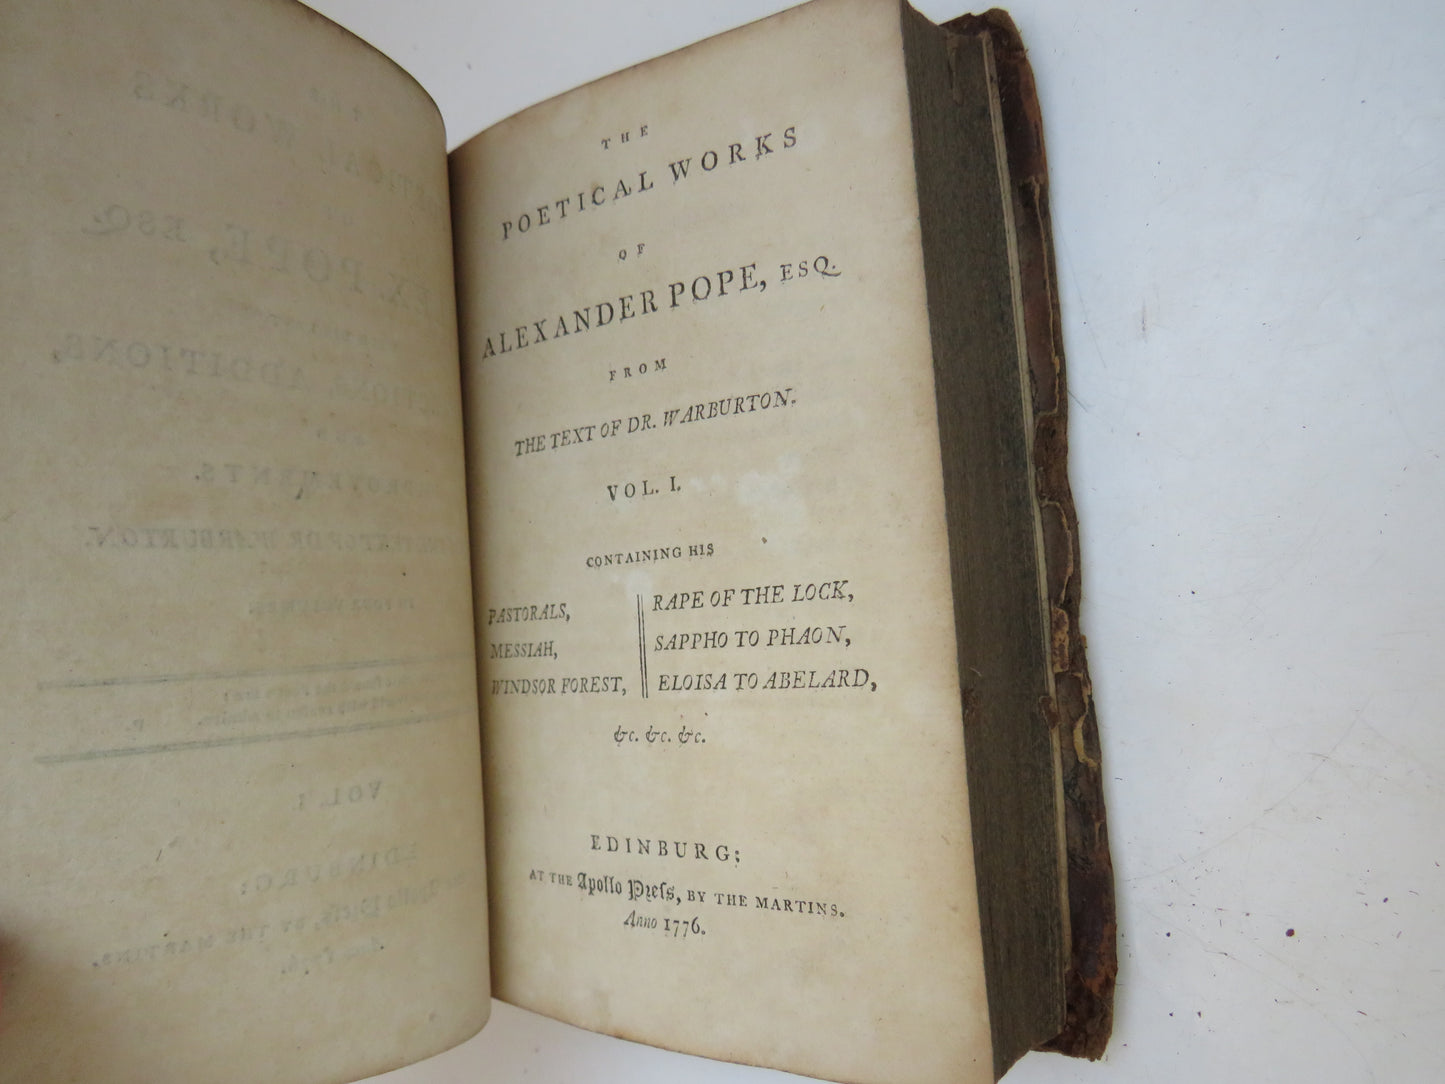 THE
POETICAL WORKS
OF
ALEXANDER POPE, ESQ.
FROM
THE TEXT OF DR. WARBURTON.
VOL. I.
CONTAINING HIS
PASTORALS,
MESSIAH,
WINDSOR FOREST,
RAPE OF THE LOCK,
SAPPHO TO PHAON,
ELOISA TO ABELARD,
&c. &c. &c.
EDINBURG:
AT THE Apollo Preſs, BY THE MARTINS.
Anno 1776.